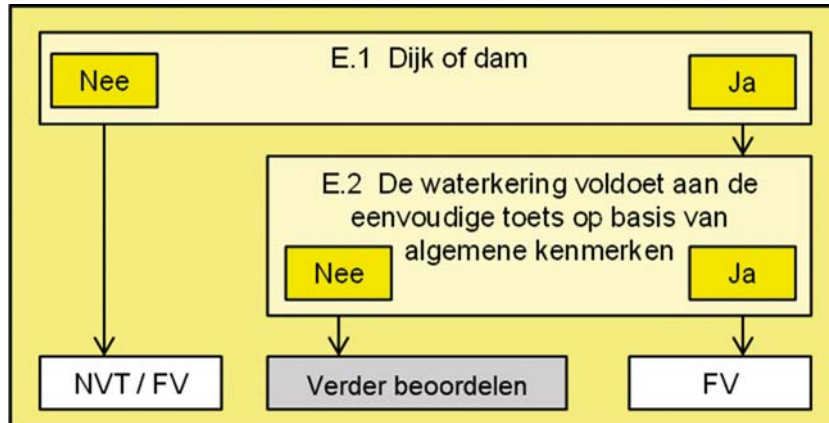 E.1 Dijk of dam
Nee
Ja
E.2 De waterkering voldoet aan de
eenvoudige toets op basis van
algemene kenmerken
Nee
Ja
NVT / FV
Verder beoordelen
FV